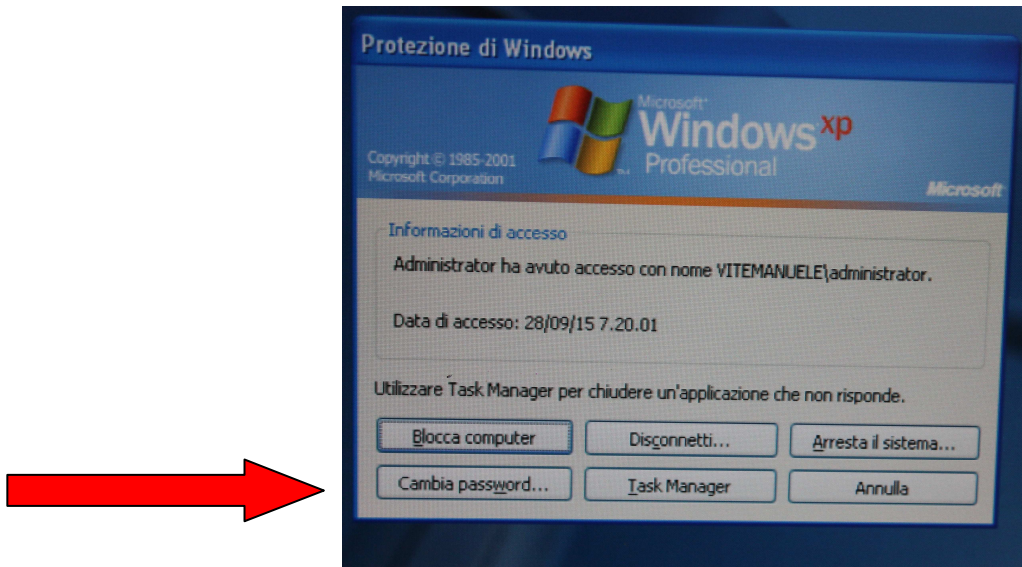 Protezione di Windows
Microsoft
Windows xp
Professional
Copyright © 1985-2001
Microsoft Corporation
Microsoft
Informazioni di accesso
Administrator ha avuto accesso con nome VITEMANUELE\administrator.
Data di accesso: 28/09/15 7.20.01
Utilizzare Task Manager per chiudere un'applicazione che non risponde.
Blocca computer
Disconnetti...
Arresta il sistema...
Cambia password...
Task Manager
Annulla